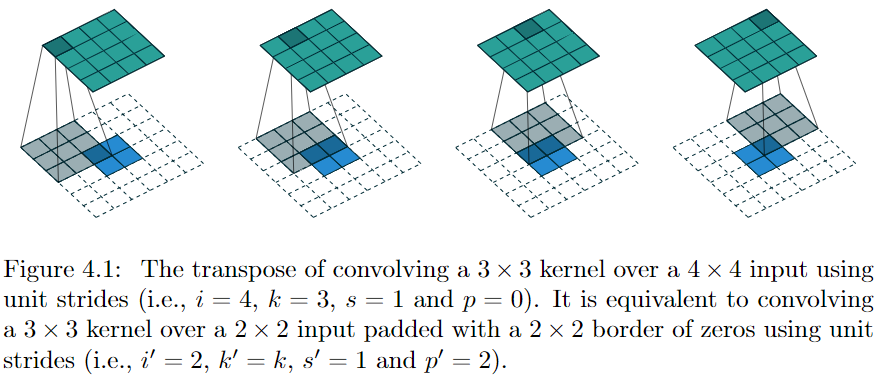 Figure 4.1: The transpose of convolving a 3 × 3 kernel over a 4 × 4 input using
unit strides (i.e., i = 4, k = 3, s = 1 and p = 0). It is equivalent to convolving
a 3 × 3 kernel over a 2 × 2 input padded with a 2 × 2 border of zeros using unit
strides (i.e., i′ = 2, k′ = k, s′ = 1 and p′ = 2).